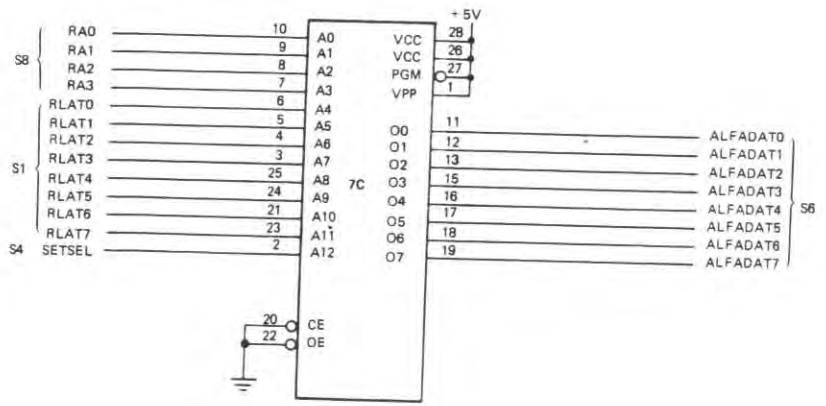 + 5V
RA0 10 A0 VCC 28
RA1 9 A1 VCC 26
RA2 8 A2 PGM 27
RA3 7 A3 VPP 1
S8
RLAT0 6 A4
RLAT1 5 A5 O0 11 ALFADAT0
RLAT2 4 A6 O1 12 ALFADAT1
RLAT3 3 A7 O2 13 ALFADAT2
RLAT4 25 A8 7C O3 15 ALFADAT3
RLAT5 24 A9 O4 16 ALFADAT4
RLAT6 21 A10 O5 17 ALFADAT5
RLAT7 23 A11 O6 18 ALFADAT6
S1
S4 SETSEL 2 A12 O7 19 ALFADAT7
S6
20 CE
22 OE